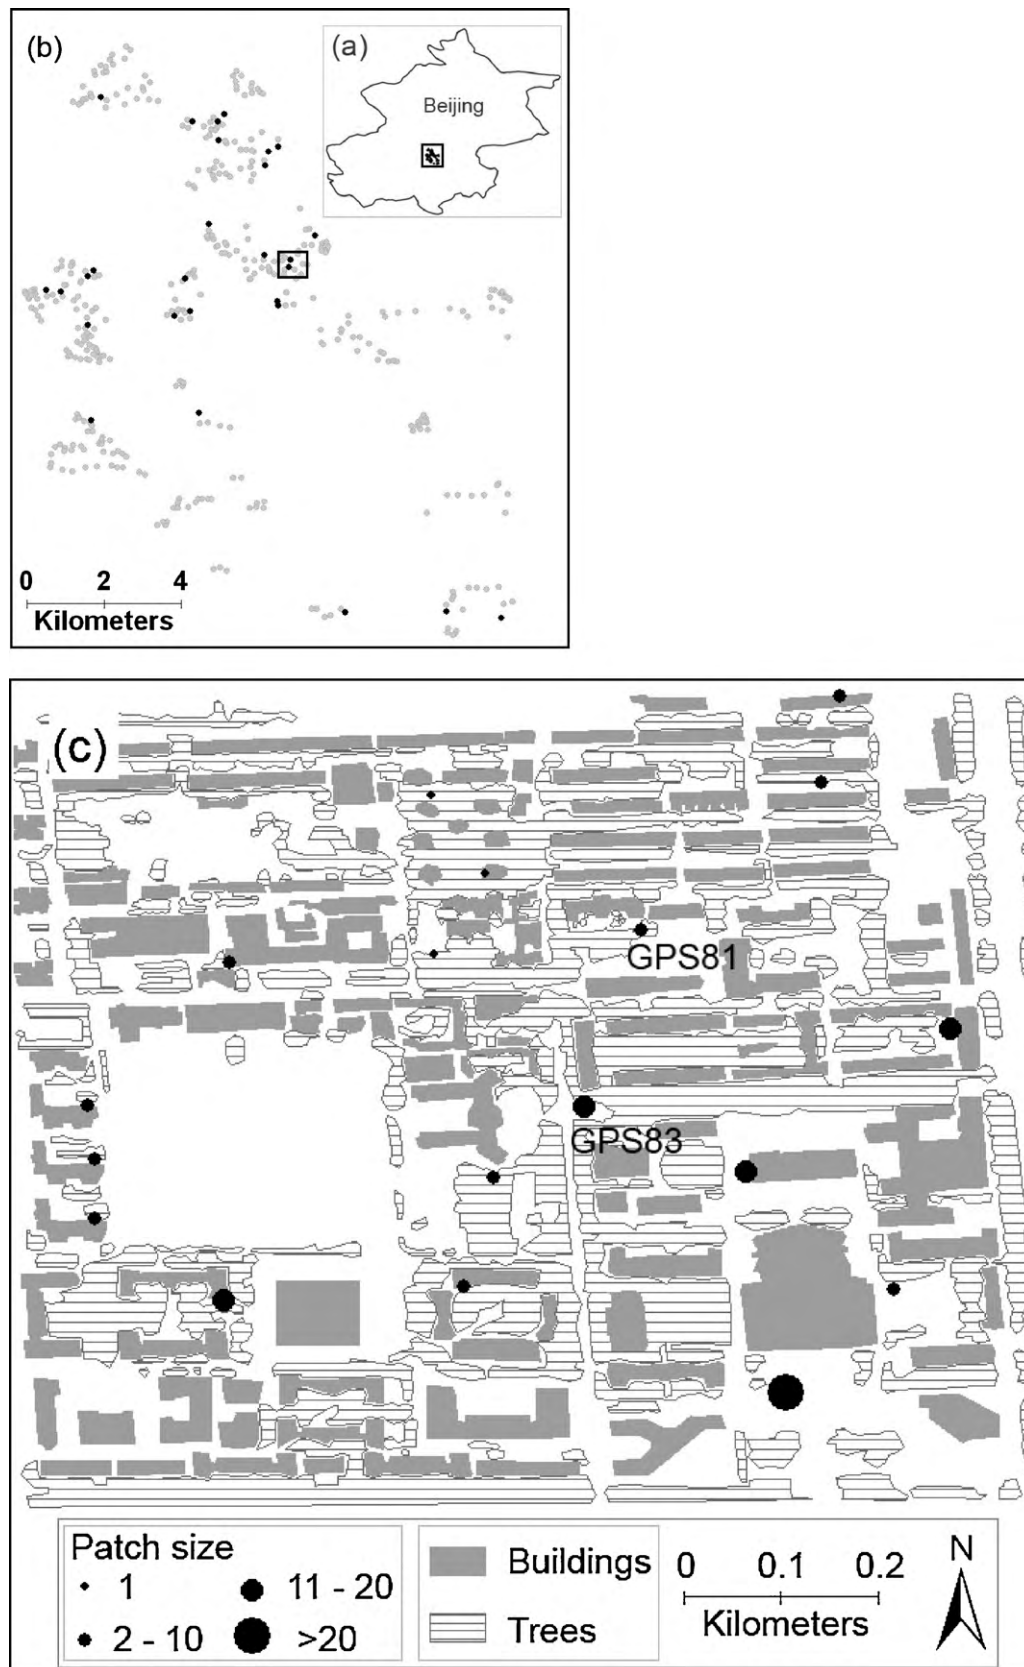 (b)
(a)
Beijing
0 2 4
Kilometers
(c)
GPS81
GPS83
Patch size
1
11 - 20
2 - 10
>20
Buildings
Trees
0 0.1 0.2
Kilometers
N